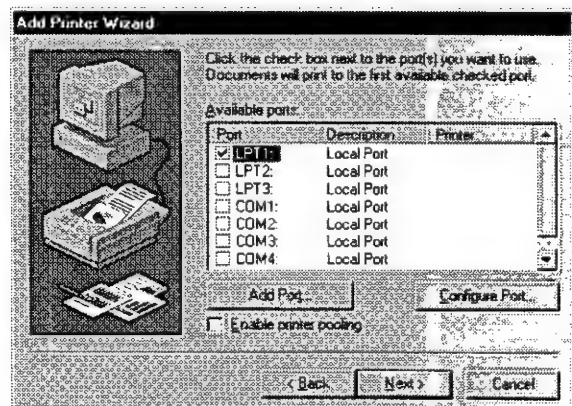 Add Printer Wizard
Click the check box next to the port(s) you want to use.
Documents will print to the first available checked port.
Available ports:
Port Description Printer
LPT1: Local Port
LPT2: Local Port
LPT3: Local Port
COM1: Local Port
COM2: Local Port
COM3: Local Port
COM4: Local Port
Add Port... Configure Port...
Enable printer pooling
< Back Next > Cancel